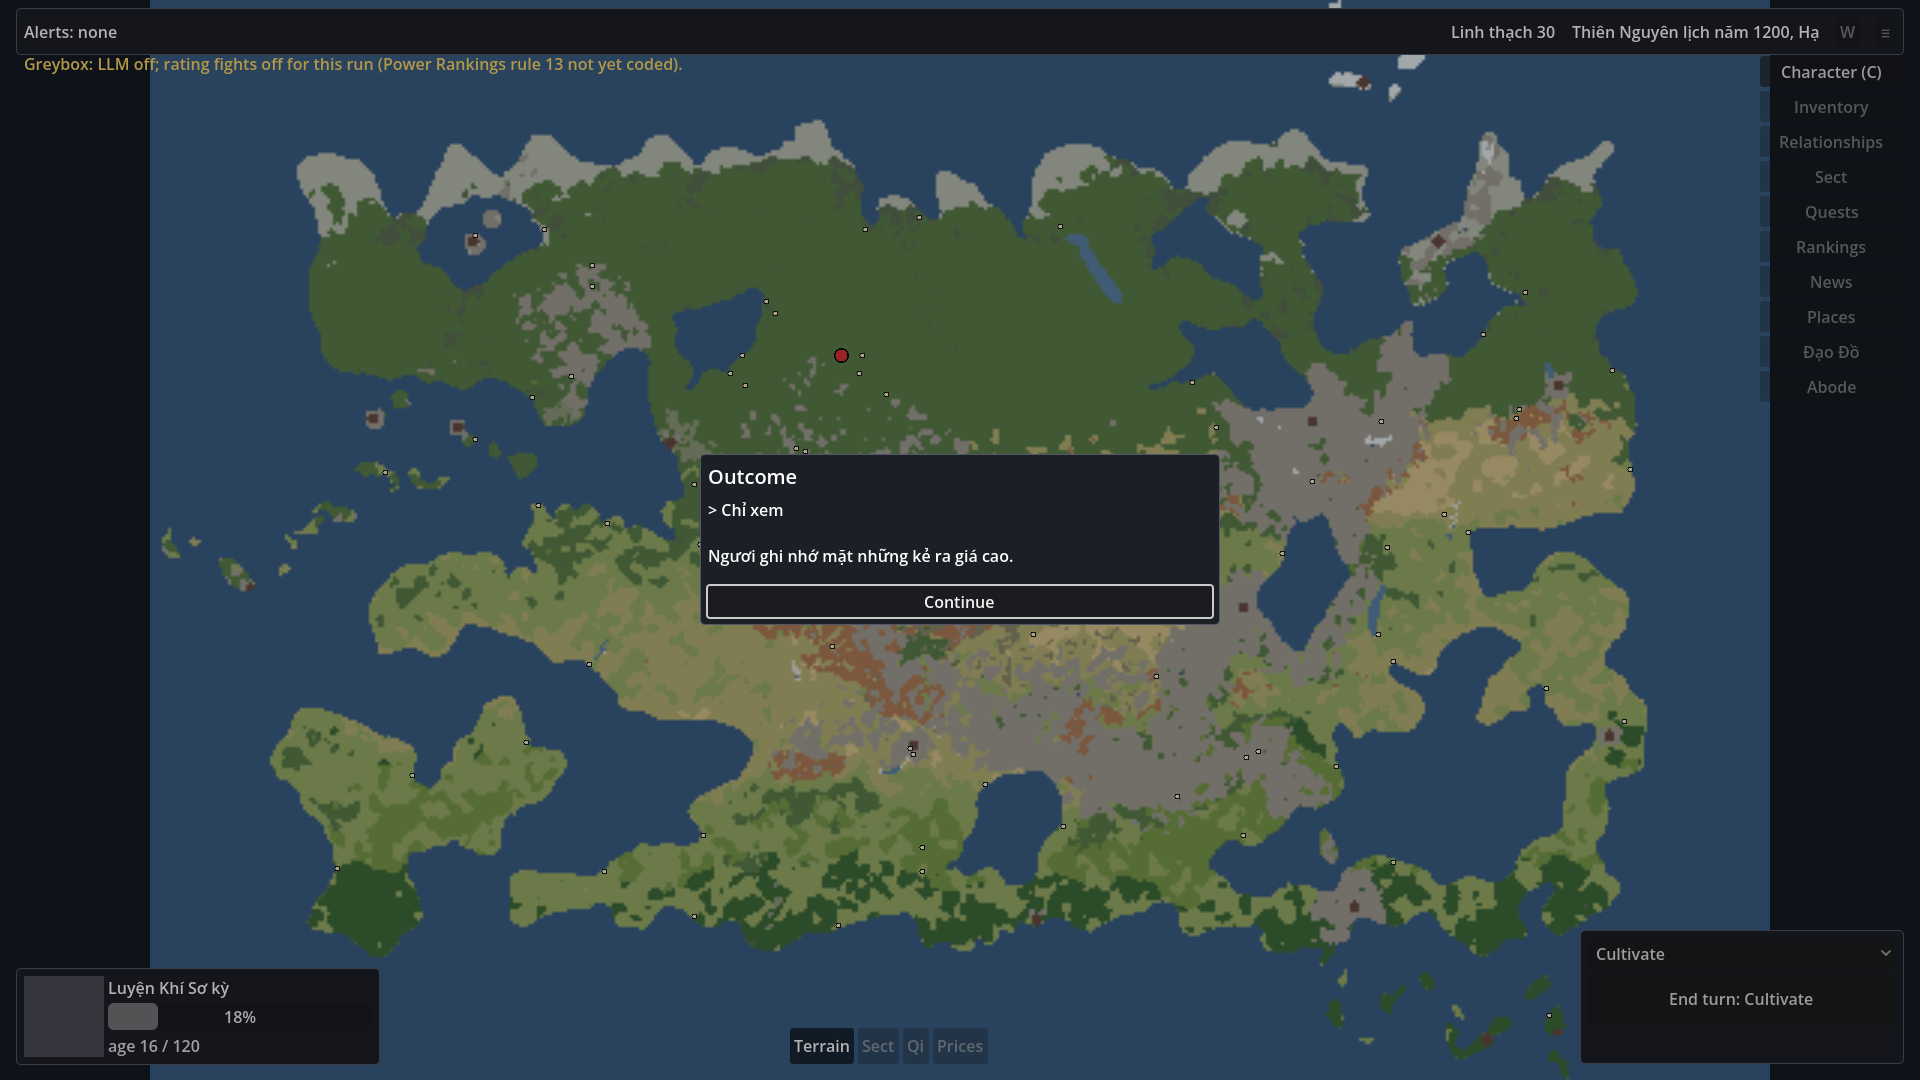 Alerts: none
Linh thạch 30 Thiên Nguyên lịch năm 1200, Hạ W ≡
Greybox: LLM off; rating fights off for this run (Power Rankings rule 13 not yet coded).
Character (C)
Inventory
Relationships
Sect
Quests
Rankings
News
Places
Đạo Đồ
Abode
Outcome
> Chỉ xem
Ngươi ghi nhớ mặt những kẻ ra giá cao.
Continue
Luyện Khí Sơ kỳ
18%
age 16 / 120
Terrain Sect Qi Prices
Cultivate
End turn: Cultivate